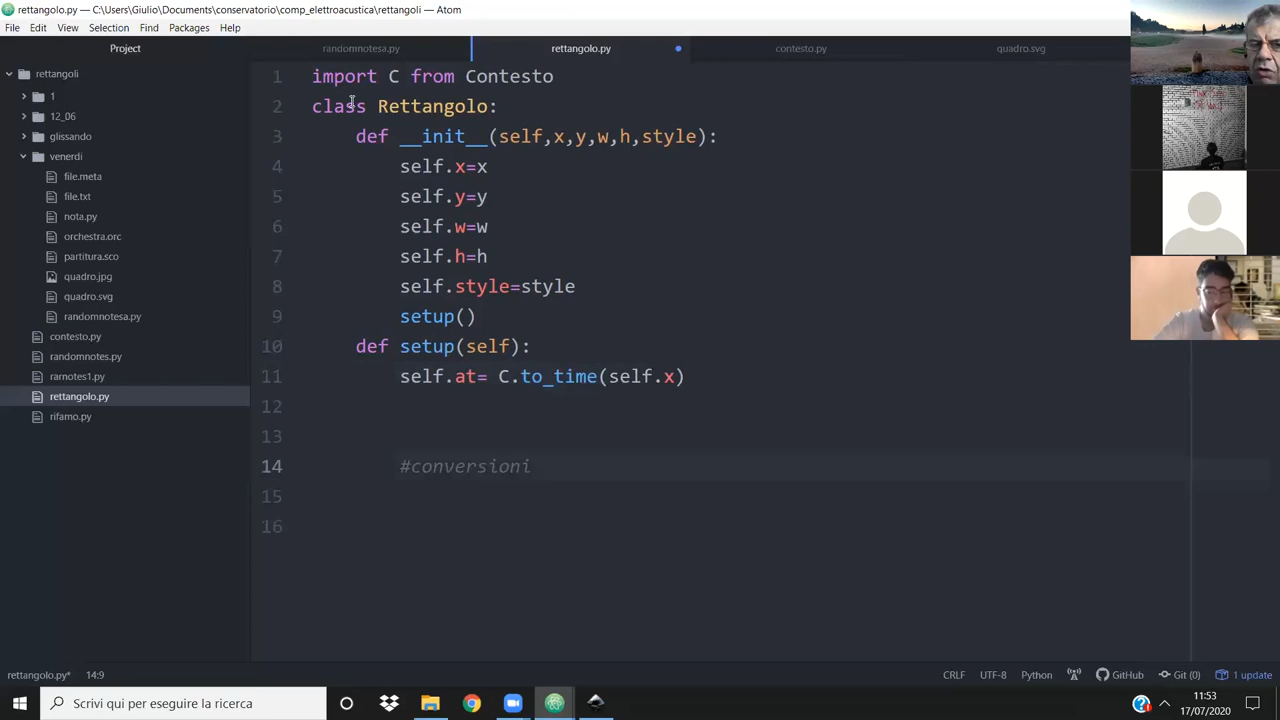 rettangolo.py — C:\Users\Giulio\Documents\conservatorio\comp_elettroacustica\rettangoli — Atom
File Edit View Selection Find Packages Help
Project
rettangoli
1
12_06
glissando
venerdi
file.meta
file.txt
nota.py
orchestra.orc
partitura.sco
quadro.jpg
quadro.svg
randomnotesa.py
contesto.py
randomnotes.py
ramotes1.py
rettangolo.py
rifamo.py
randomnotesa.py rettangolo.py contesto.py quadro.svg
1 import C from Contesto
2 class Rettangolo:
3 def __init__(self,x,y,w,h,style):
4 self.x=x
5 self.y=y
6 self.w=w
7 self.h=h
8 self.style=style
9 setup()
10 def setup(self):
11 self.at= C.to_time(self.x)
12
13
14 #conversioni
15
16
rettangolo.py* 14:9 CRLF UTF-8 Python GitHub Git (0) 1 update
Scrivi qui per eseguire la ricerca
11:53
17/07/2020